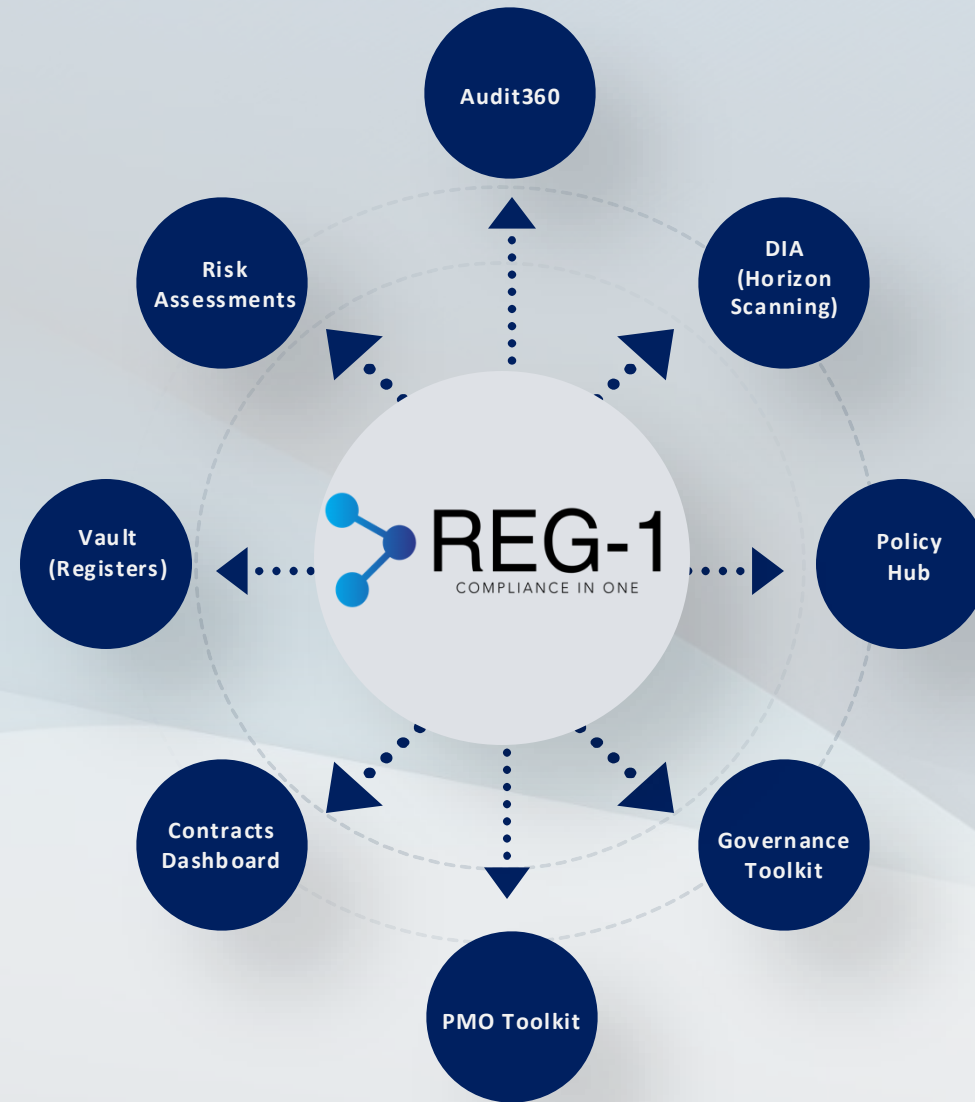 Audit360
DIA
(Horizon
Scanning)
Risk
Assessments
REG-1
COMPLIANCE IN ONE
Vault
(Registers)
Policy
Hub
Contracts
Dashboard
Governance
Toolkit
PMO Toolkit